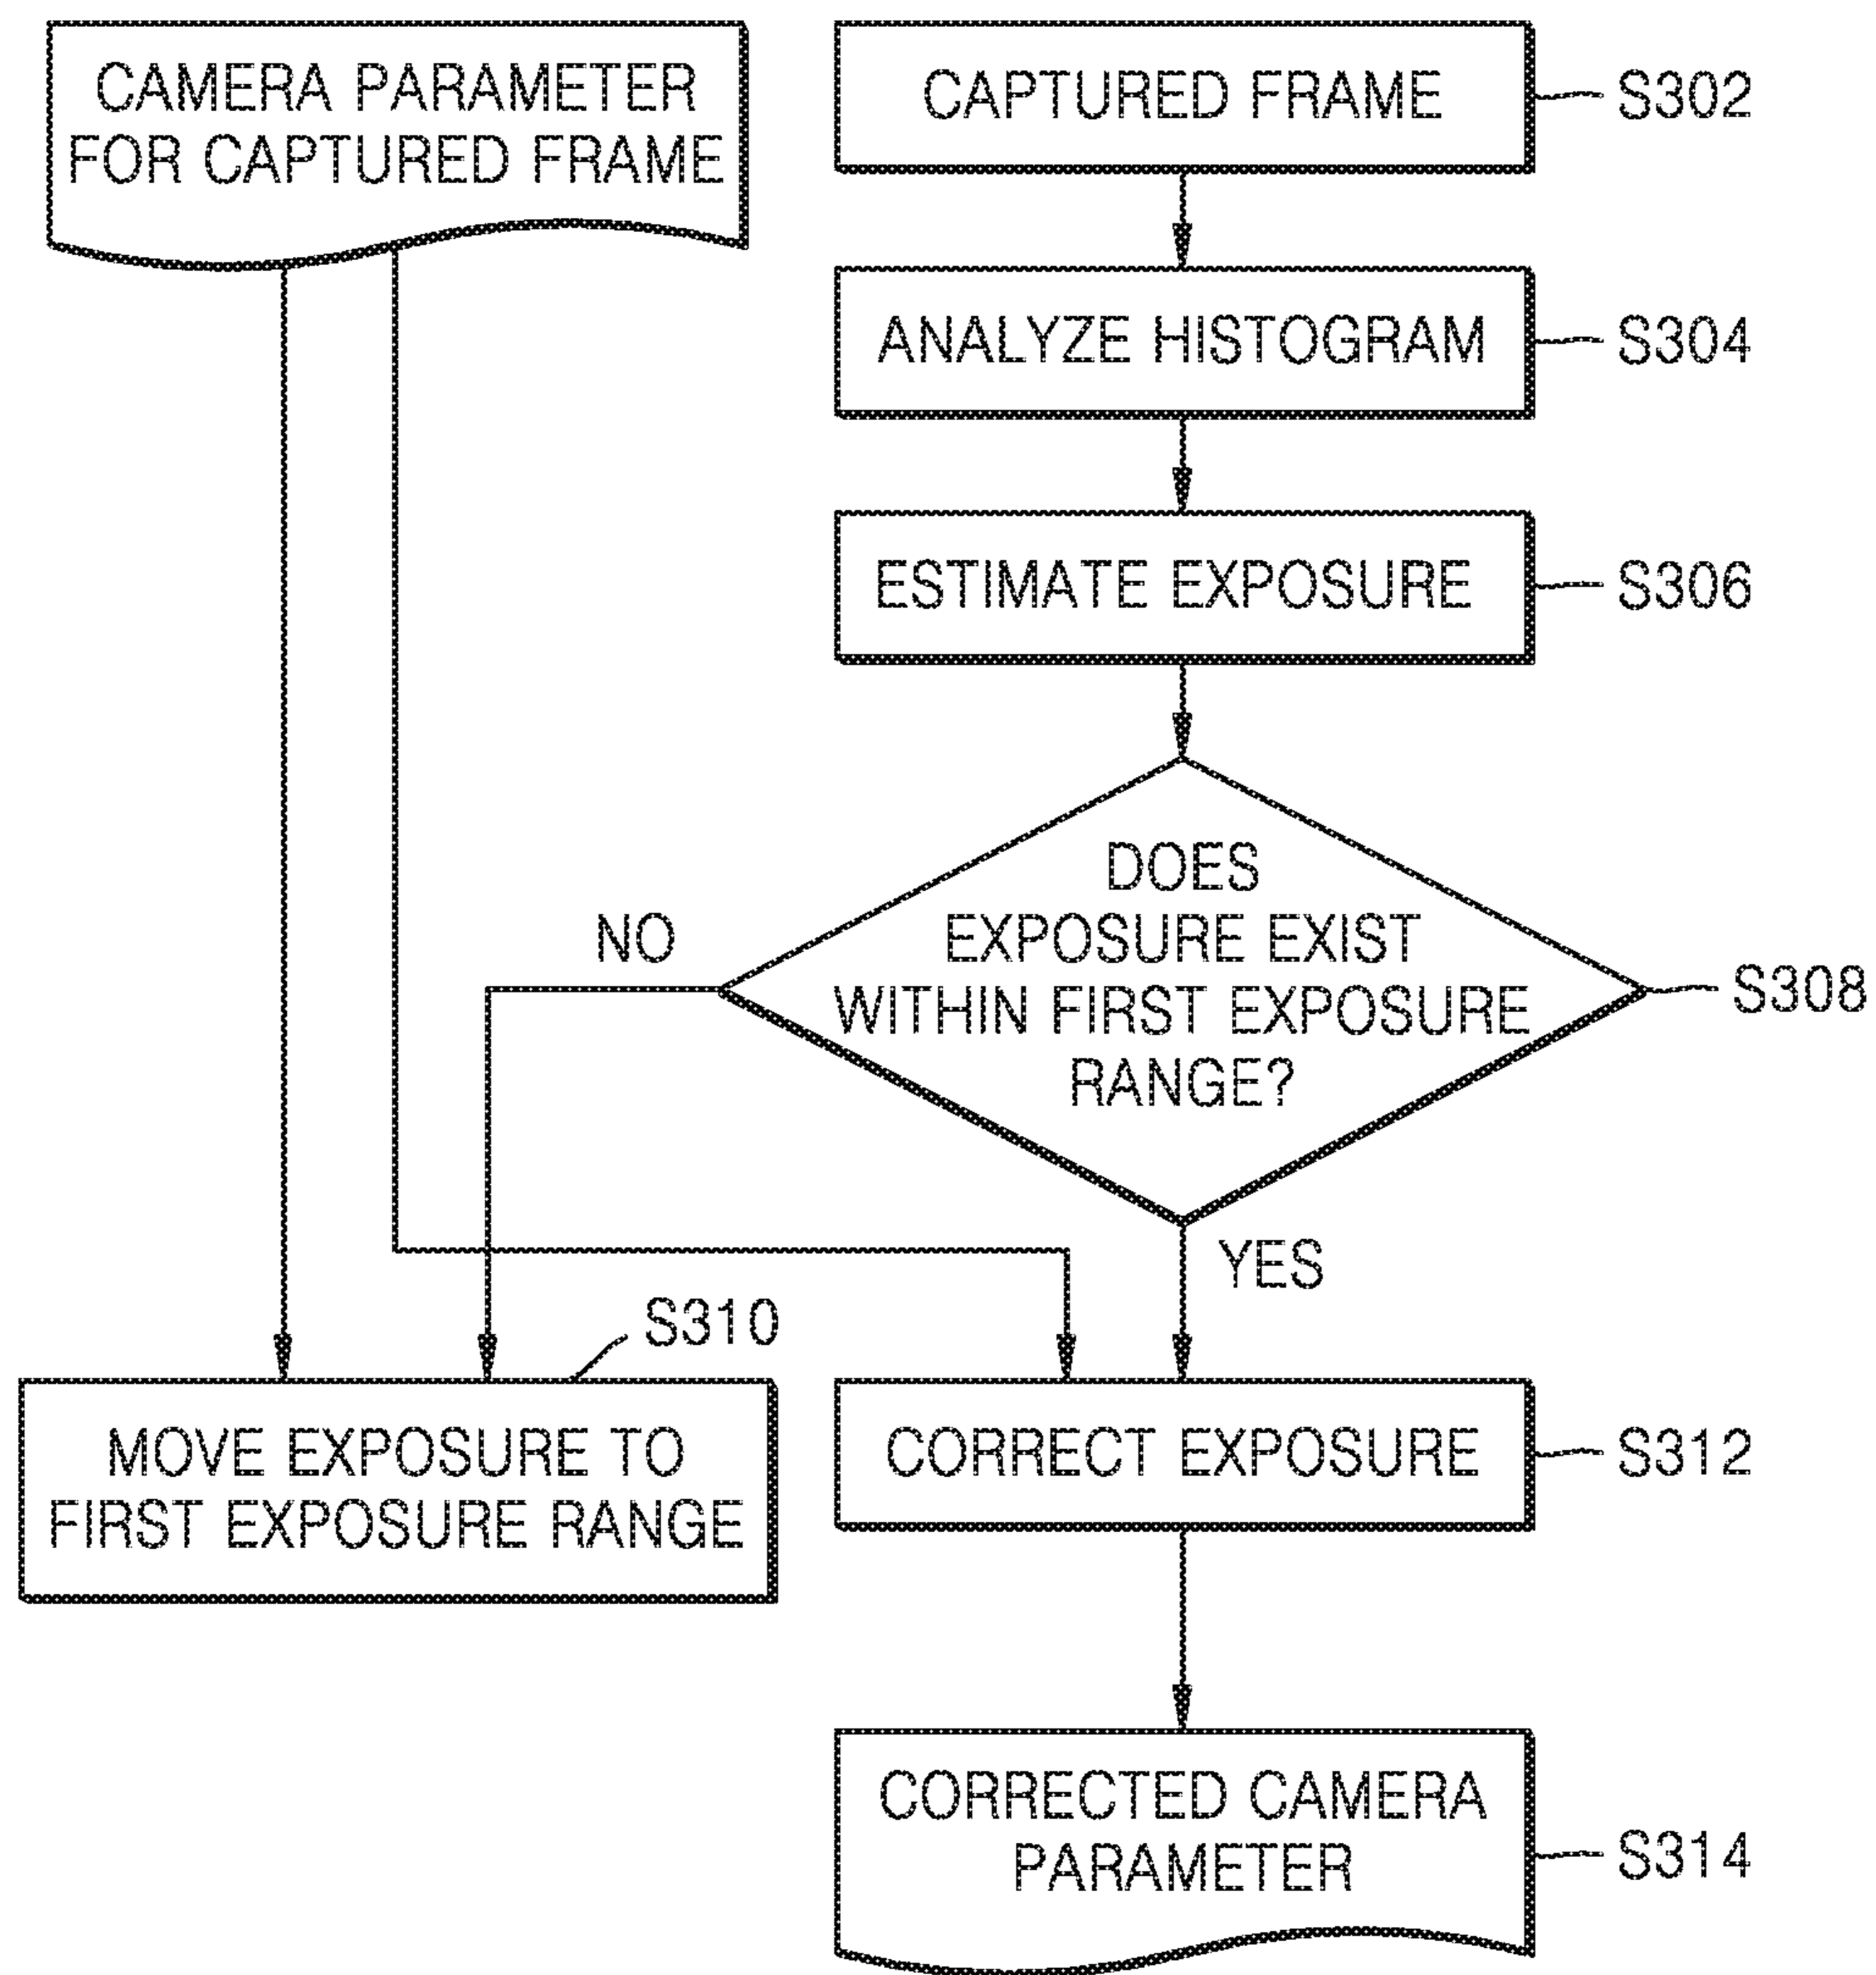 CAMERA PARAMETER
FOR CAPTURED FRAME
CAPTURED FRAME
S302
ANALYZE HISTOGRAM
S304
ESTIMATE EXPOSURE
S306
DOES
EXPOSURE EXIST
WITHIN FIRST EXPOSURE
RANGE?
S308
NO
YES
S310
MOVE EXPOSURE TO
FIRST EXPOSURE RANGE
CORRECT EXPOSURE
S312
CORRECTED CAMERA
PARAMETER
S314